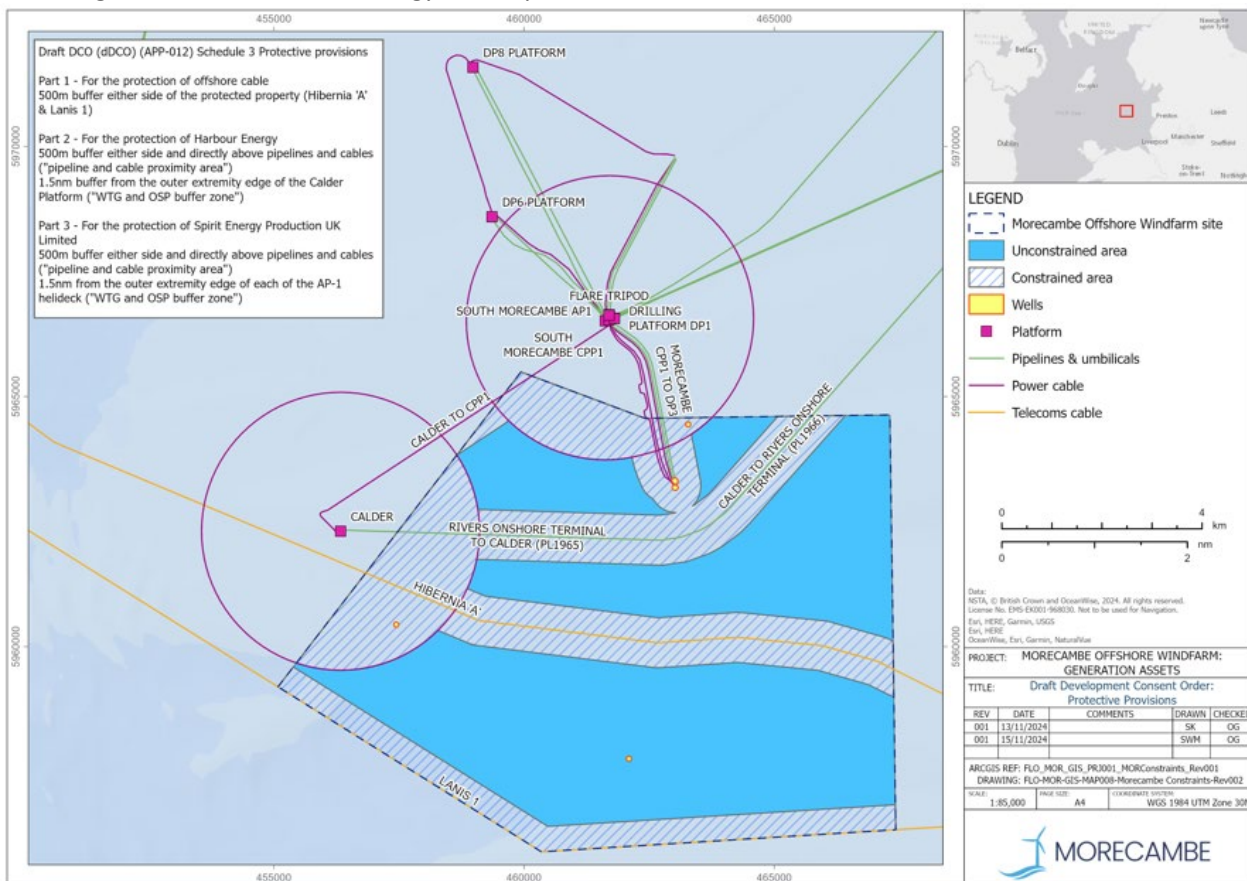 455000
460000
465000
Draft DCO (dDCO) (APP-012) Schedule 3 Protective provisions
Part 1 - For the protection of offshore cable
500m buffer either side of the protected property (Hibernia 'A'
& Lanis 1)
Part 2 - For the protection of Harbour Energy
500m buffer either side and directly above pipelines and cables
("pipeline and cable proximity area")
1.5nm buffer from the outer extremity edge of the Calder
Platform ("WTG and OSP buffer zone")
Part 3 - For the protection of Spirit Energy Production UK
Limited
500m buffer either side and directly above pipelines and cables
("pipeline and cable proximity area")
1.5nm from the outer extremity edge of each of the AP-1
helideck ("WTG and OSP buffer zone")
DP8 PLATFORM
DP6 PLATFORM
FLARE TRIPOD
SOUTH MORECAMBE AP1
DRILLING
PLATFORM DP1
SOUTH
MORECAMBE CPP1
MORECAMBE
CPP1 TO DP3
CALDER TO CPP1
CALDER TO RIVERS ONSHORE
TERMINAL (PL1966)
CALDER
RIVERS ONSHORE TERMINAL
TO CALDER (PL1965)
HIBERNIA 'A'
LANIS 1
5970000
5965000
5960000
5970000
5965000
5960000
455000
460000
465000
Belfast
Dublin
Preston
Leeds
Manchester
Liverpool
Sheffield
LEGEND
Morecambe Offshore Windfarm site
Unconstrained area
Constrained area
Wells
Platform
Pipelines & umbilicals
Power cable
Telecoms cable
0 4
km
nm
0 2
Data:
NSTA, © British Crown and OceanWise, 2024. All rights reserved.
License No. EMS-EK001-968030. Not to be used for Navigation.
Esri, HERE, Garmin, USGS
Esri, HERE
OceanWise, Esri, Garmin, NaturalVue
PROJECT: MORECAMBE OFFSHORE WINDFARM:
GENERATION ASSETS
TITLE: Draft Development Consent Order:
Protective Provisions
REV DATE COMMENTS DRAWN CHECKED
001 13/11/2024 SK OG
001 15/11/2024 SWM OG
ARCGIS REF: FLO_MOR_GIS_PRJ001_MORConstraints_Rev001
DRAWING: FLO-MOR-GIS-MAP008-Morecambe Constraints-Rev002
SCALE: 1:85,000
PAGE SIZE: A4
COORDINATE SYSTEM: WGS 1984 UTM Zone 30N
MORECAMBE